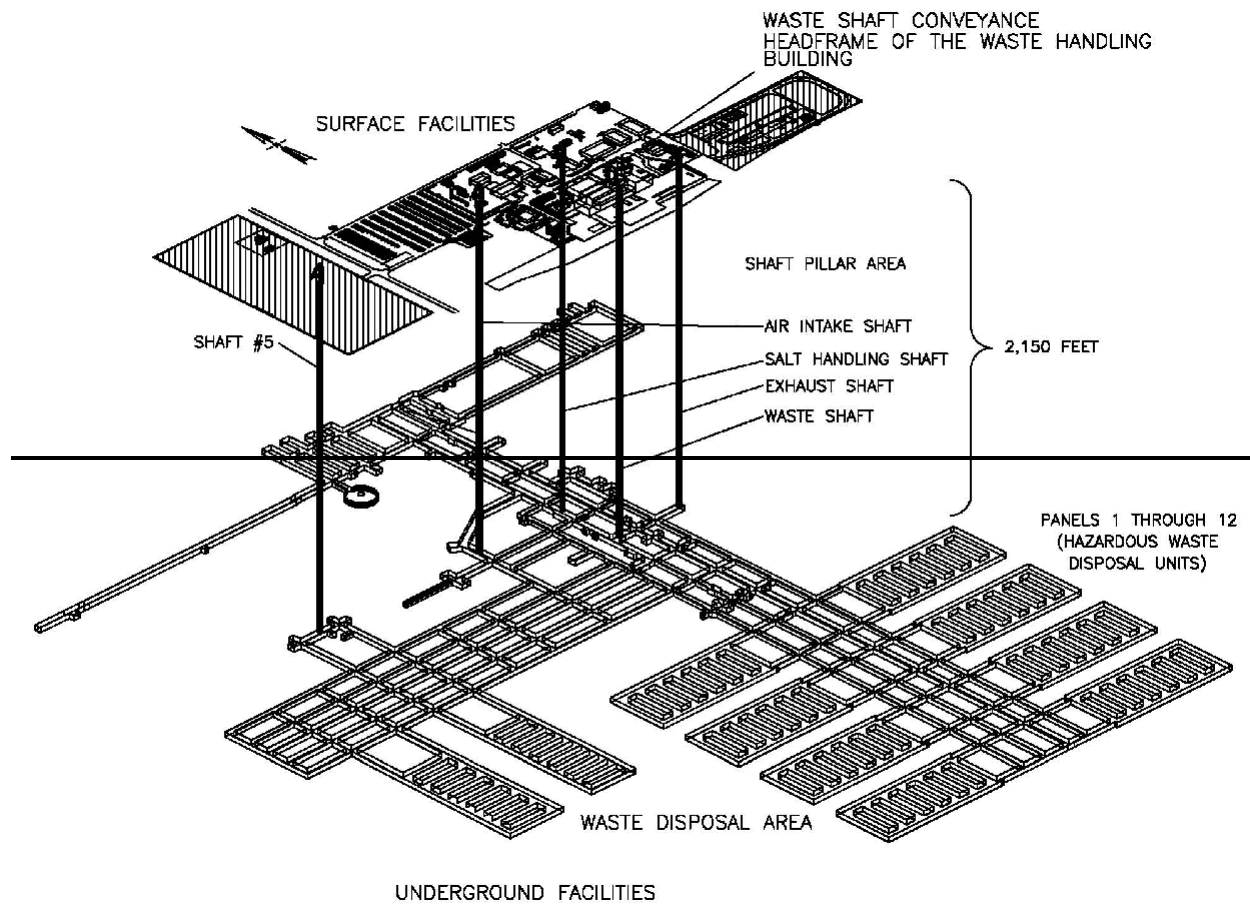 WASTE SHAFT CONVEYANCE
HEADFRAME OF THE WASTE HANDLING
BUILDING
SURFACE FACILITIES
SHAFT PILLAR AREA
AIR INTAKE SHAFT
SHAFT #5
2,150 FEET
SALT HANDLING SHAFT
EXHAUST SHAFT
WASTE SHAFT
PANELS 1 THROUGH 12
(HAZARDOUS WASTE
DISPOSAL UNITS)
WASTE DISPOSAL AREA
UNDERGROUND FACILITIES